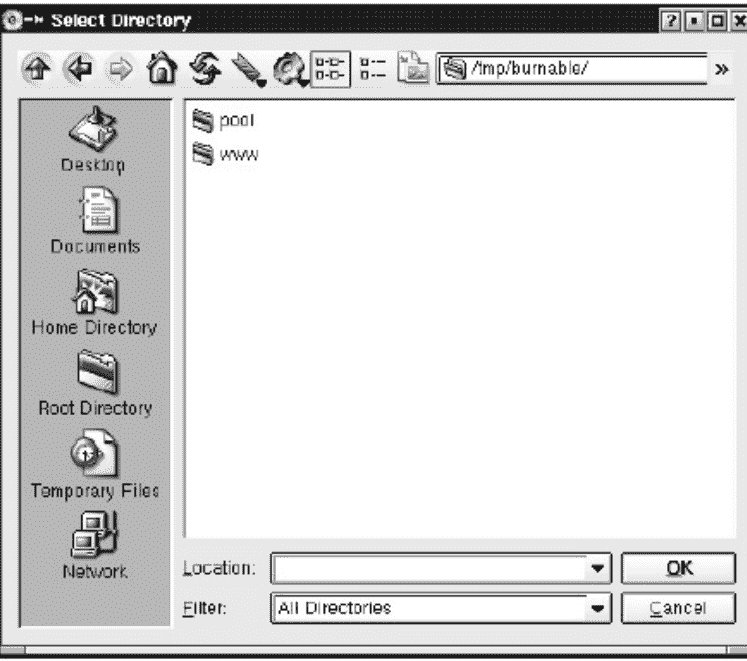 Select Directory
/tmp/burnable/
pool
www
Desktop
Documents
Home Directory
Root Directory
Temporary Files
Network
Location:
OK
Filter:
All Directories
Cancel